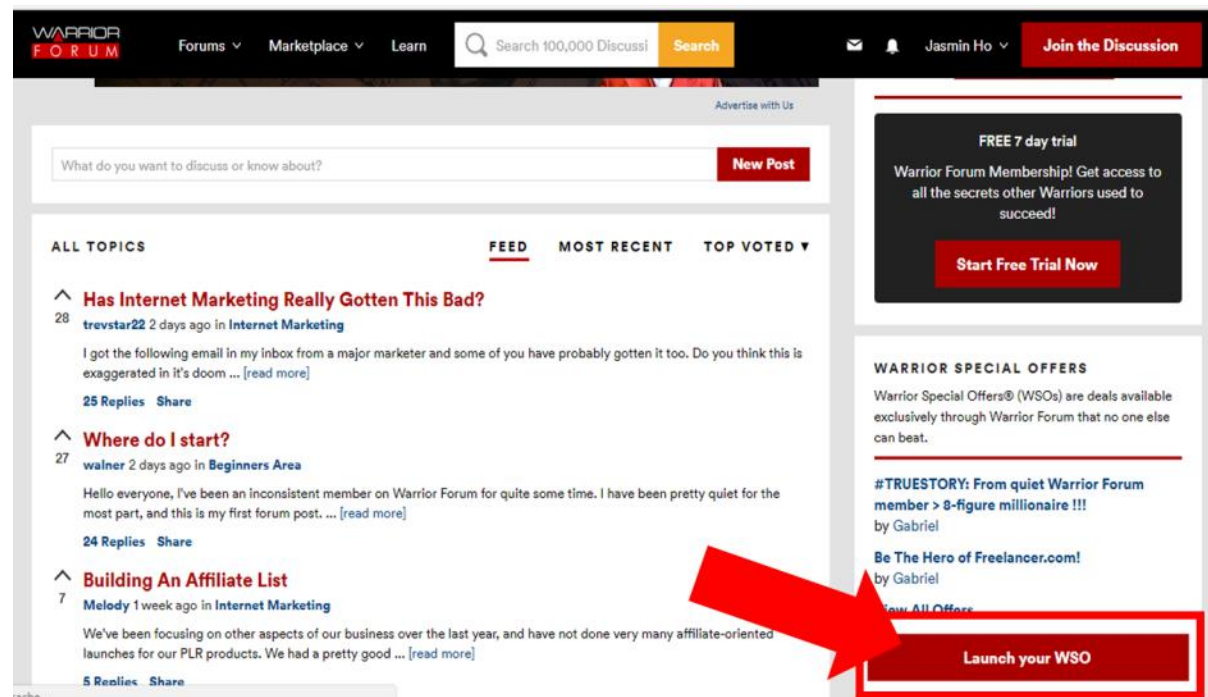 WARRIOR
FORUM
Forums
Marketplace
Learn
Search 100,000 Discussi
Search
Jasmin Ho
Join the Discussion
Advertise with Us
What do you want to discuss or know about?
New Post
ALL TOPICS
FEED
MOST RECENT
TOP VOTED ▼
28
Has Internet Marketing Really Gotten This Bad?
trevstar22 2 days ago in Internet Marketing
I got the following email in my inbox from a major marketer and some of you have probably gotten it too. Do you think this is
exaggerated in it's doom ... [read more]
25 Replies Share
27
Where do I start?
walner 2 days ago in Beginners Area
Hello everyone, I've been an inconsistent member on Warrior Forum for quite some time. I have been pretty quiet for the
most part, and this is my first forum post. ... [read more]
24 Replies Share
7
Building An Affiliate List
Melody 1 week ago in Internet Marketing
We've been focusing on other aspects of our business over the last year, and have not done very many affiliate-oriented
launches for our PLR products. We had a pretty good ... [read more]
5 Replies Share
FREE 7 day trial
Warrior Forum Membership! Get access to
all the secrets other Warriors used to
succeed!
Start Free Trial Now
WARRIOR SPECIAL OFFERS
Warrior Special Offers® (WSOs) are deals available
exclusively through Warrior Forum that no one else
can beat.
#TRUESTORY: From quiet Warrior Forum
member > 8-figure millionaire !!!
by Gabriel
Be The Hero of Freelancer.com!
by Gabriel
View All Offers
Launch your WSO